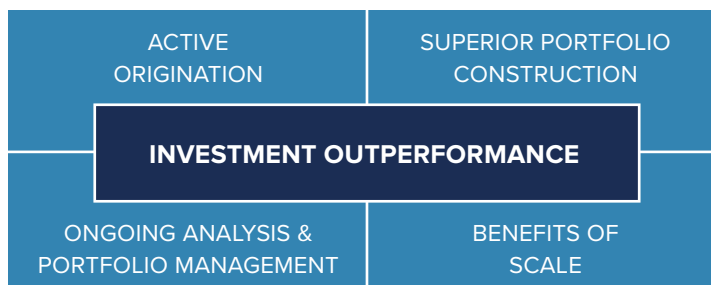 ACTIVE
ORIGINATION
SUPERIOR PORTFOLIO
CONSTRUCTION
INVESTMENT OUTPERFORMANCE
ONGOING ANALYSIS &
PORTFOLIO MANAGEMENT
BENEFITS OF
SCALE